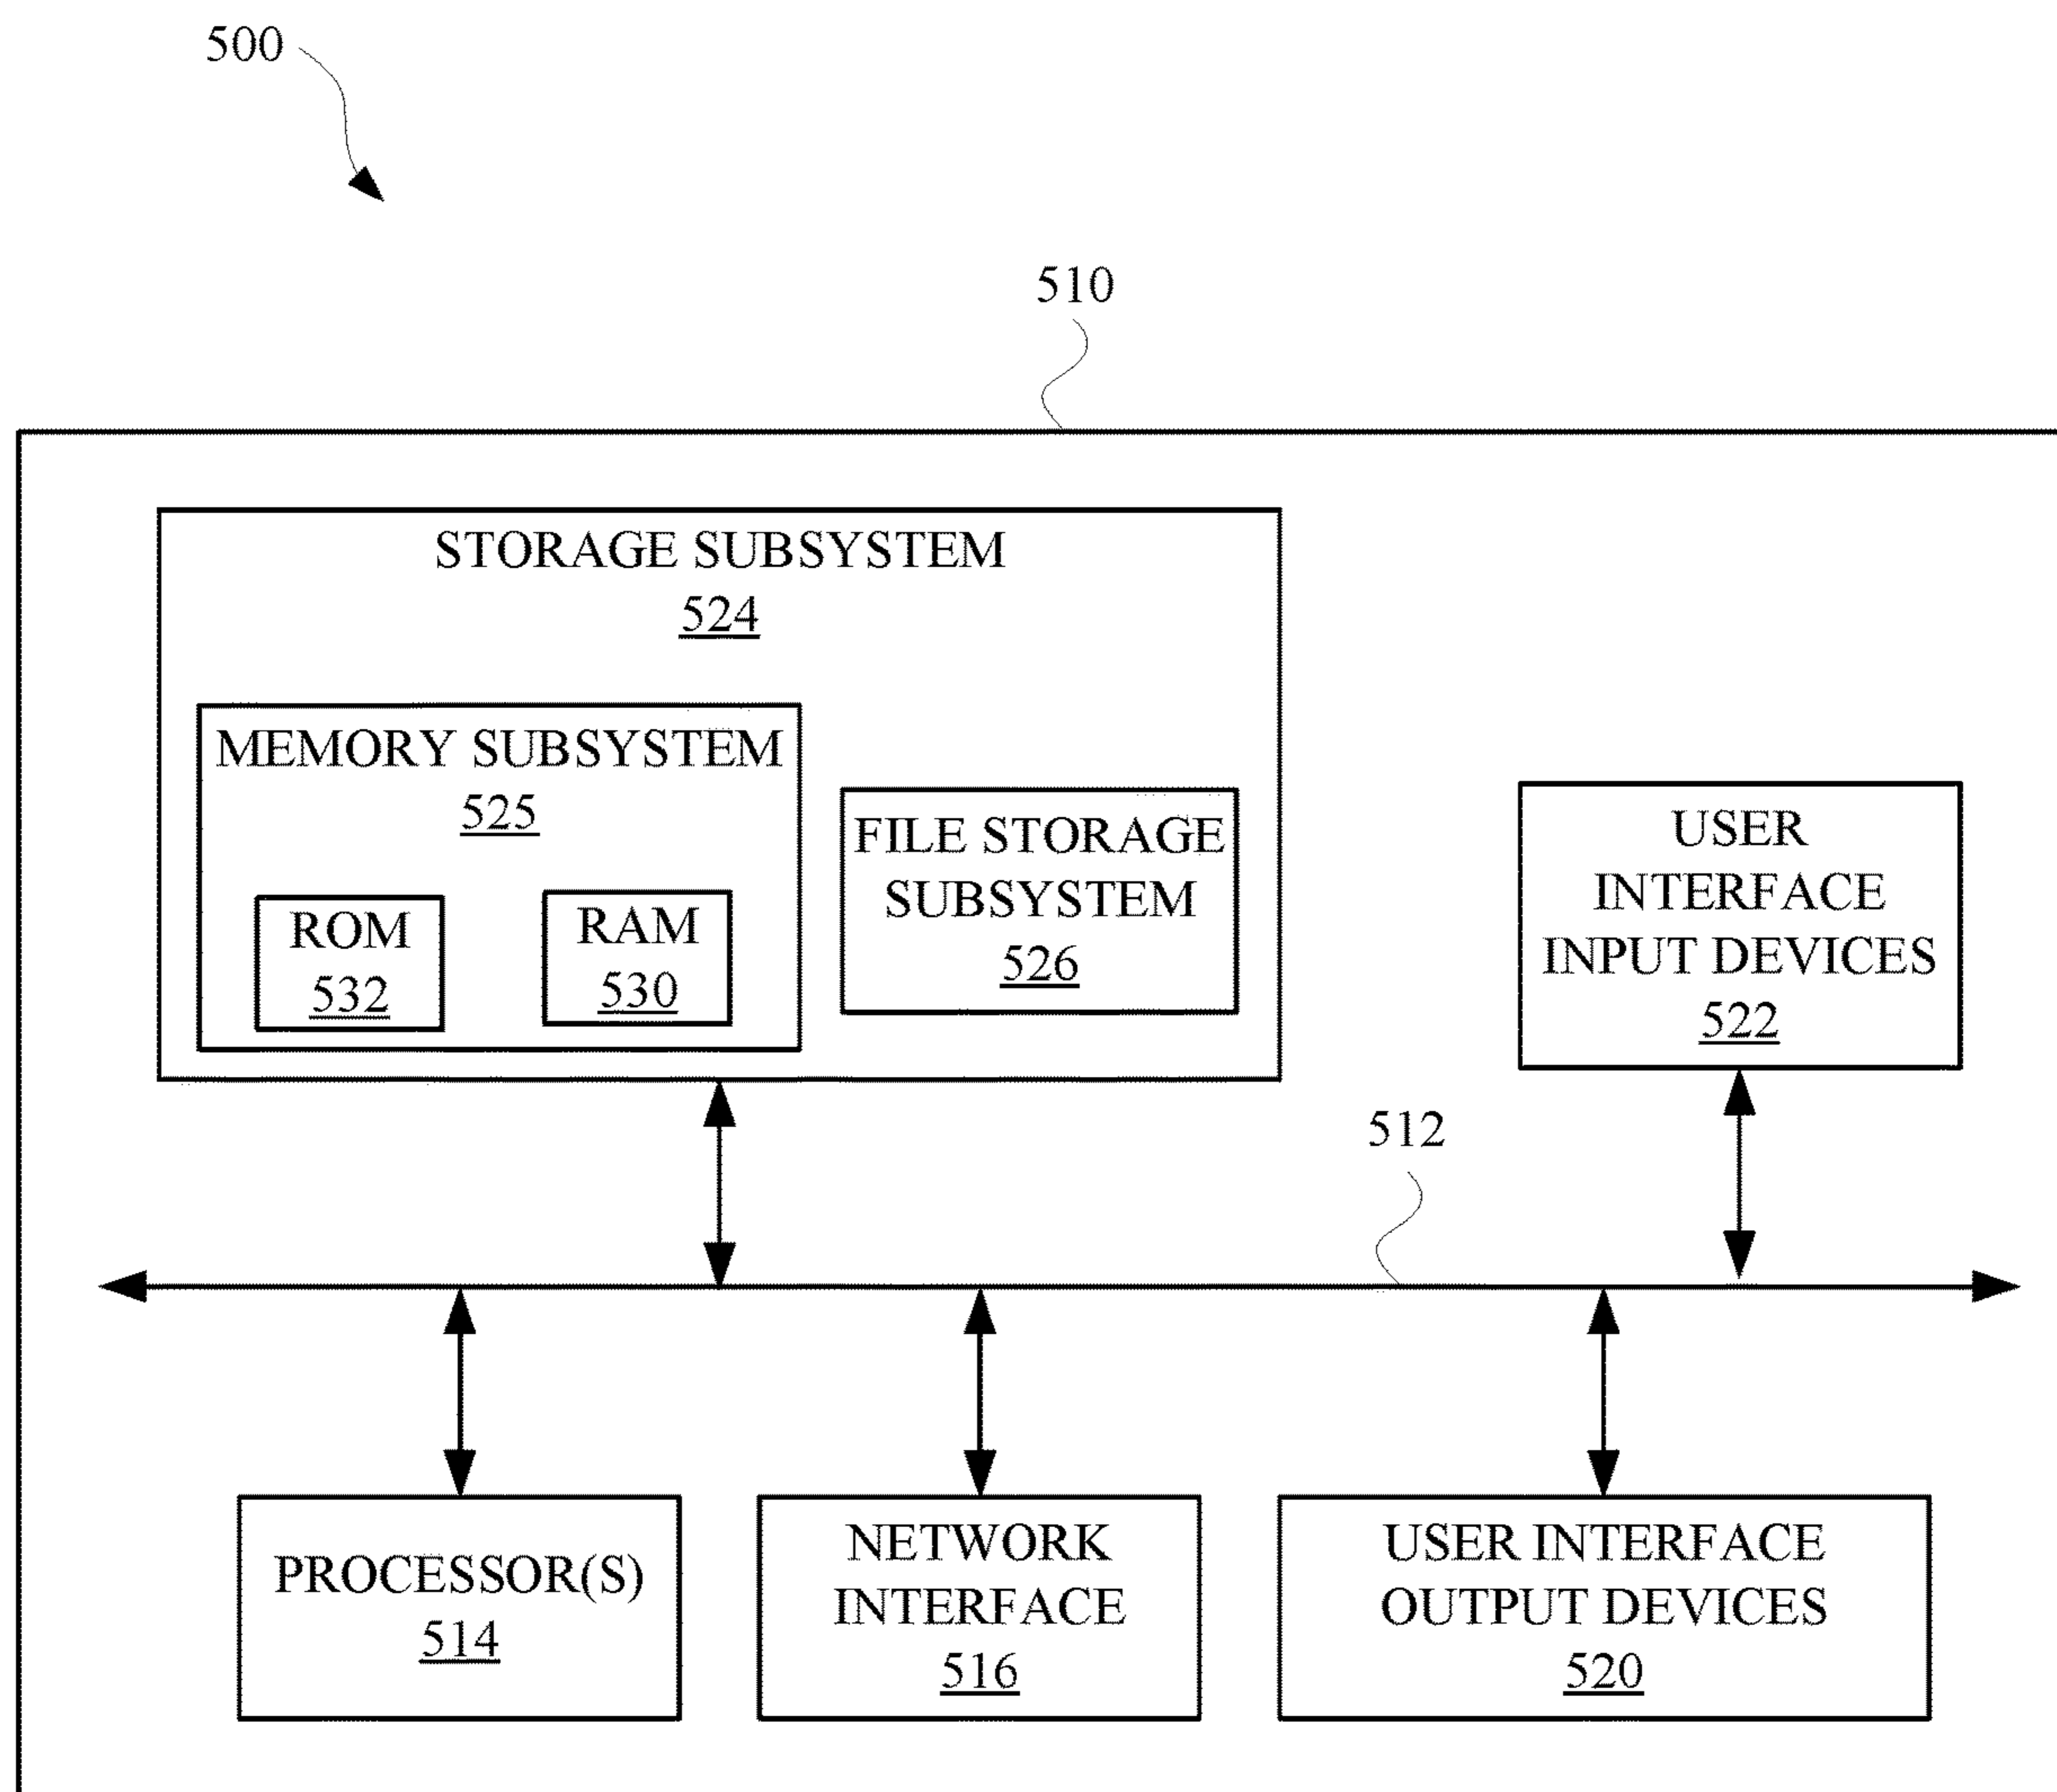 500
510
STORAGE SUBSYSTEM
524
MEMORY SUBSYSTEM
525
ROM
532
RAM
530
FILE STORAGE
SUBSYSTEM
526
USER
INTERFACE
INPUT DEVICES
522
512
PROCESSOR(S)
514
NETWORK
INTERFACE
516
USER INTERFACE
OUTPUT DEVICES
520